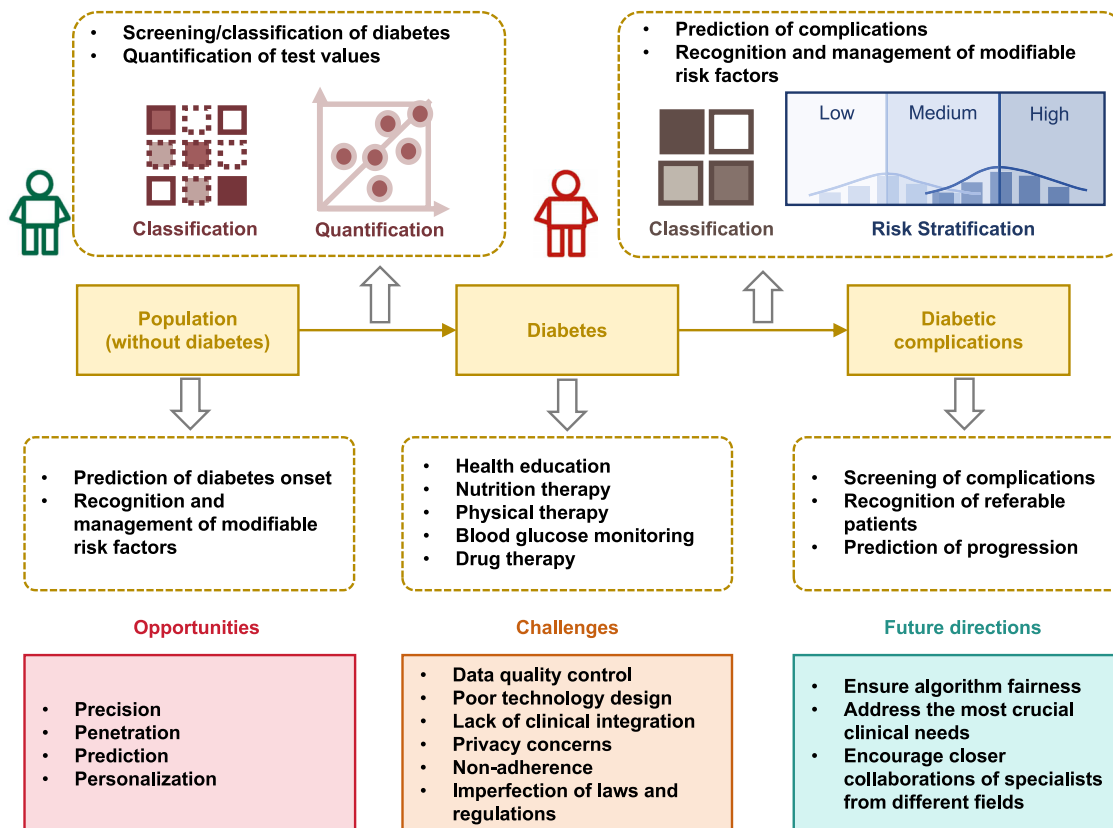 • Screening/classification of diabetes
• Quantification of test values
Classification
Quantification
• Prediction of complications
• Recognition and management of modifiable
risk factors
Low
Medium
High
Classification
Risk Stratification
Population
(without diabetes)
Diabetes
Diabetic
complications
• Prediction of diabetes onset
• Recognition and
management of modifiable
risk factors
• Health education
• Nutrition therapy
• Physical therapy
• Blood glucose monitoring
• Drug therapy
• Screening of complications
• Recognition of referable
patients
• Prediction of progression
Opportunities
• Precision
• Penetration
• Prediction
• Personalization
Challenges
• Data quality control
• Poor technology design
• Lack of clinical integration
• Privacy concerns
• Non-adherence
• Imperfection of laws and
regulations
Future directions
• Ensure algorithm fairness
• Address the most crucial
clinical needs
• Encourage closer
collaborations of specialists
from different fields